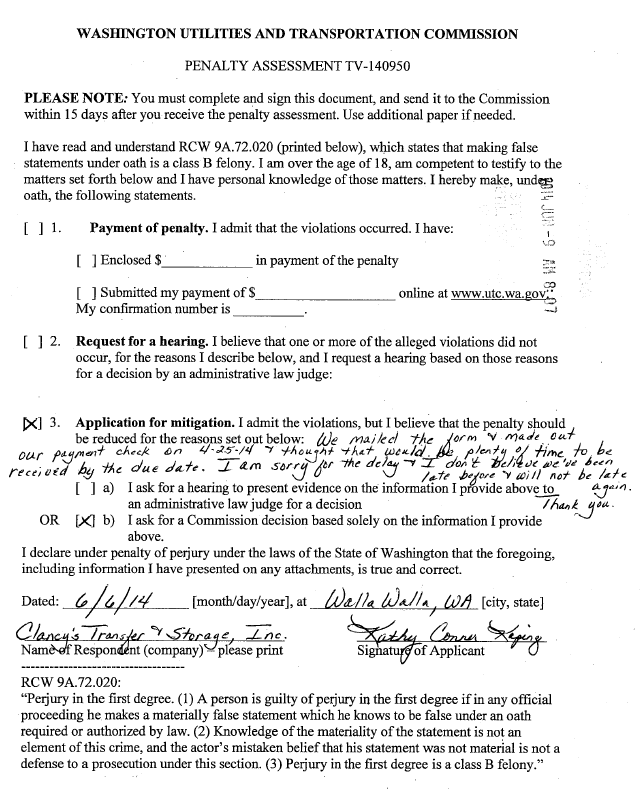 WASHINGTON UTILITIES AND TRANSPORTATION COMMISSION
PENALTY ASSESSMENT TV-140950
PLEASE NOTE: You must complete and sign this document, and send it to the Commission
within 15 days after you receive the penalty assessment. Use additional paper if needed.
I have read and understand RCW 9A.72.020 (printed below), which states that making false
statements under oath is a class B felony. I am over the age of 18, am competent to testify to the
matters set forth below and I have personal knowledge of those matters. I hereby make, under
oath, the following statements.
[ ] 1. Payment of penalty. I admit that the violations occurred. I have:
[ ] Enclosed $____________ in payment of the penalty
[ ] Submitted my payment of $__________________ online at www.utc.wa.gov.
My confirmation number is _________.
[ ] 2. Request for a hearing. I believe that one or more of the alleged violations did not
occur, for the reasons I describe below, and I request a hearing based on those reasons
for a decision by an administrative law judge:
[X] 3. Application for mitigation. I admit the violations, but I believe that the penalty should
be reduced for the reasons set out below: We mailed the form & made out
our payment check on 4-25-14 & thought that would be plenty of time to be
received by the due date. I am sorry for the delay & I don't believe we've been
late before & will not be late
[ ] a) I ask for a hearing to present evidence on the information I provide above to again.
an administrative law judge for a decision Thank you.
OR [X] b) I ask for a Commission decision based solely on the information I provide
above.
I declare under penalty of perjury under the laws of the State of Washington that the foregoing,
including information I have presented on any attachments, is true and correct.
Dated: 6/6/14 [month/day/year], at Walla Walla, WA [city, state]
Clancy's Transfer & Storage, Inc. Kathy Conner
Name of Respondent (company) – please print Signature of Applicant
-----------------------------------
RCW 9A.72.020:
"Perjury in the first degree. (1) A person is guilty of perjury in the first degree if in any official
proceeding he makes a materially false statement which he knows to be false under an oath
required or authorized by law. (2) Knowledge of the materiality of the statement is not an
element of this crime, and the actor's mistaken belief that his statement was not material is not a
defense to a prosecution under this section. (3) Perjury in the first degree is a class B felony."